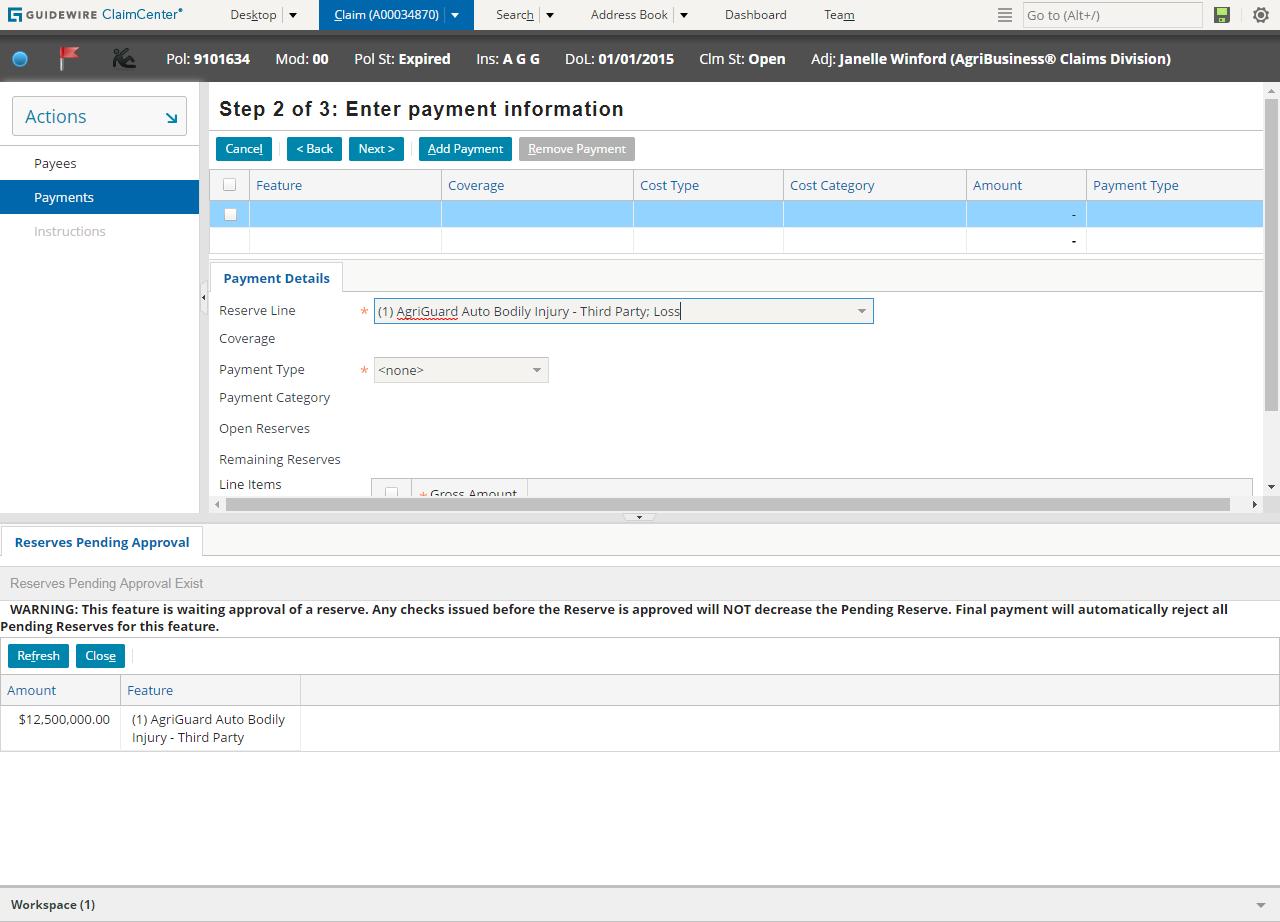 GUIDEWIRE ClaimCenter® Desktop Claim (A00034870) Search Address Book Dashboard Team Go to (Alt+/)
Pol: 9101634 Mod: 00 Pol St: Expired Ins: A G G DoL: 01/01/2015 Clm St: Open Adj: Janelle Winford (AgriBusiness® Claims Division)
Actions
Payees
Payments
Instructions
Step 2 of 3: Enter payment information
Cancel < Back Next > Add Payment Remove Payment
Feature Coverage Cost Type Cost Category Amount Payment Type
-
-
Payment Details
Reserve Line * (1) AgriGuard Auto Bodily Injury - Third Party; Loss
Coverage
Payment Type * <none>
Payment Category
Open Reserves
Remaining Reserves
Line Items * Gross Amount
Reserves Pending Approval
Reserves Pending Approval Exist
WARNING: This feature is waiting approval of a reserve. Any checks issued before the Reserve is approved will NOT decrease the Pending Reserve. Final payment will automatically reject all
Pending Reserves for this feature.
Refresh Close
Amount Feature
$12,500,000.00 (1) AgriGuard Auto Bodily
Injury - Third Party
Workspace (1)